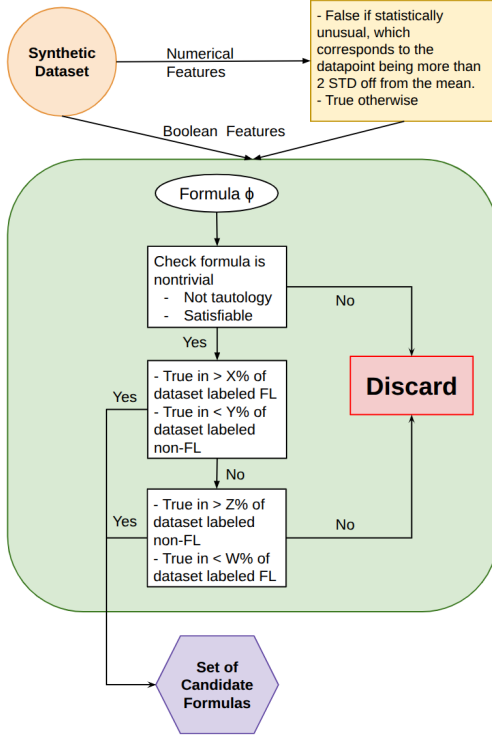 Synthetic
Dataset
Numerical
Features
- False if statistically
unusual, which
corresponds to the
datapoint being more than
2 STD off from the mean.
- True otherwise
Boolean Features
Formula ϕ
Check formula is
nontrivial
- Not tautology
- Satisfiable
No
Yes
Discard
- True in > X% of
dataset labeled FL
- True in < Y% of
dataset labeled
non-FL
Yes
No
- True in > Z% of
dataset labeled
non-FL
- True in < W% of
dataset labeled FL
Yes
No
Set of
Candidate
Formulas